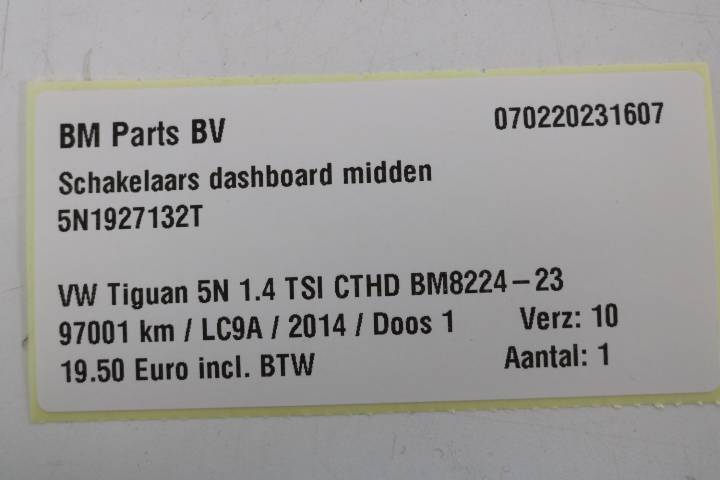 BM Parts BV 070220231607
Schakelaars dashboard midden
5N1927132T
VW Tiguan 5N 1.4 TSI CTHD BM8224-23
97001 km / LC9A / 2014 / Doos 1 Verz: 10
19.50 Euro incl. BTW Aantal: 1